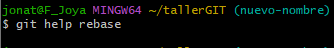 jonat@F_Joya MINGW64 ~/tallerGIT (nuevo-nombre)
$ git help rebase